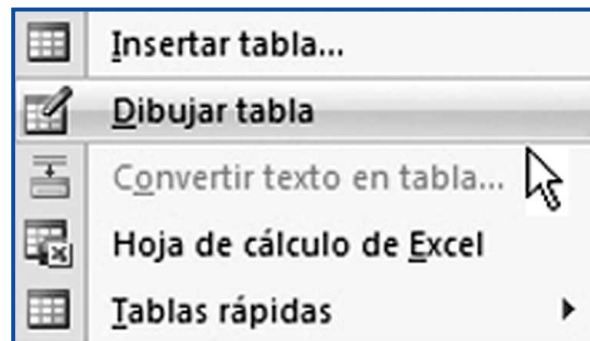 Insertar tabla...
Dibujar tabla
Convertir texto en tabla...
Hoja de cálculo de Excel
Tablas rápidas